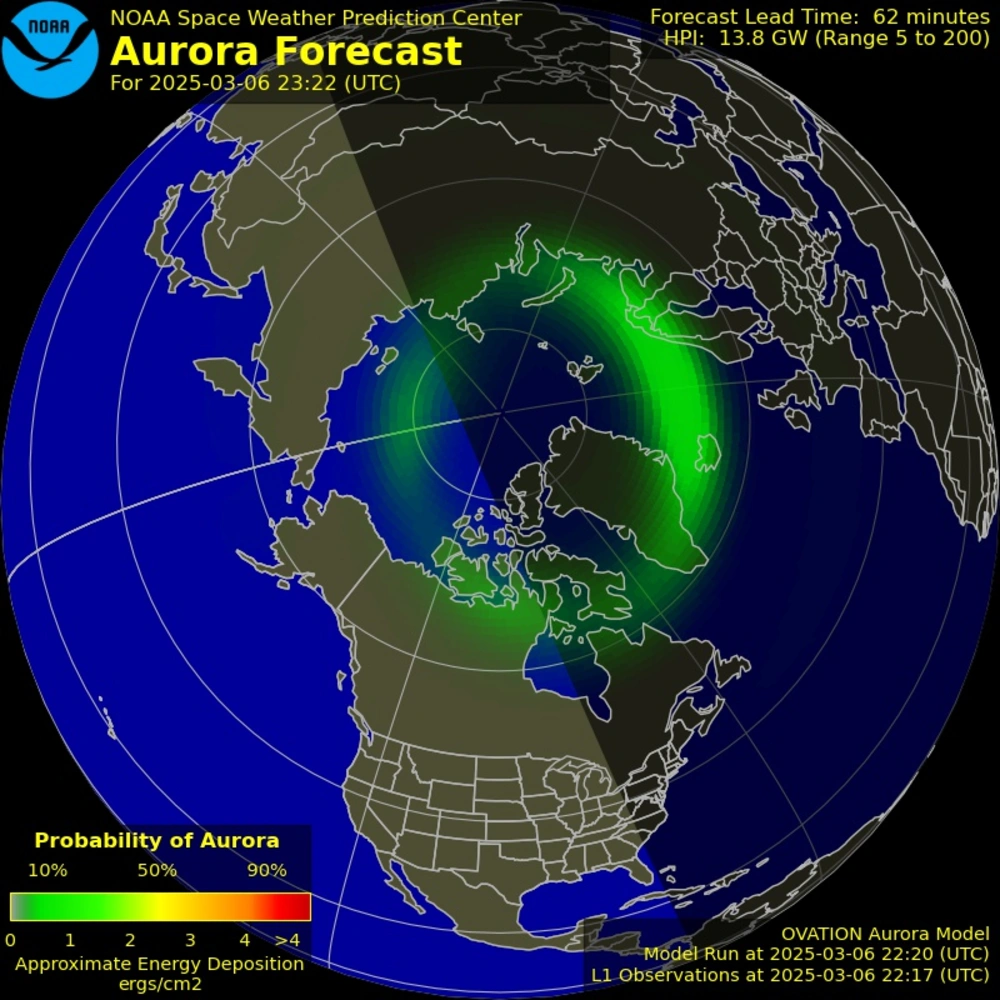 NOAA
NOAA Space Weather Prediction Center
Aurora Forecast
For 2025-03-06 23:22 (UTC)
Forecast Lead Time: 62 minutes
HPI: 13.8 GW (Range 5 to 200)
Probability of Aurora
10% 50% 90%
0 1 2 3 4 >4
Approximate Energy Deposition
ergs/cm2
OVATION Aurora Model
Model Run at 2025-03-06 22:20 (UTC)
L1 Observations at 2025-03-06 22:17 (UTC)